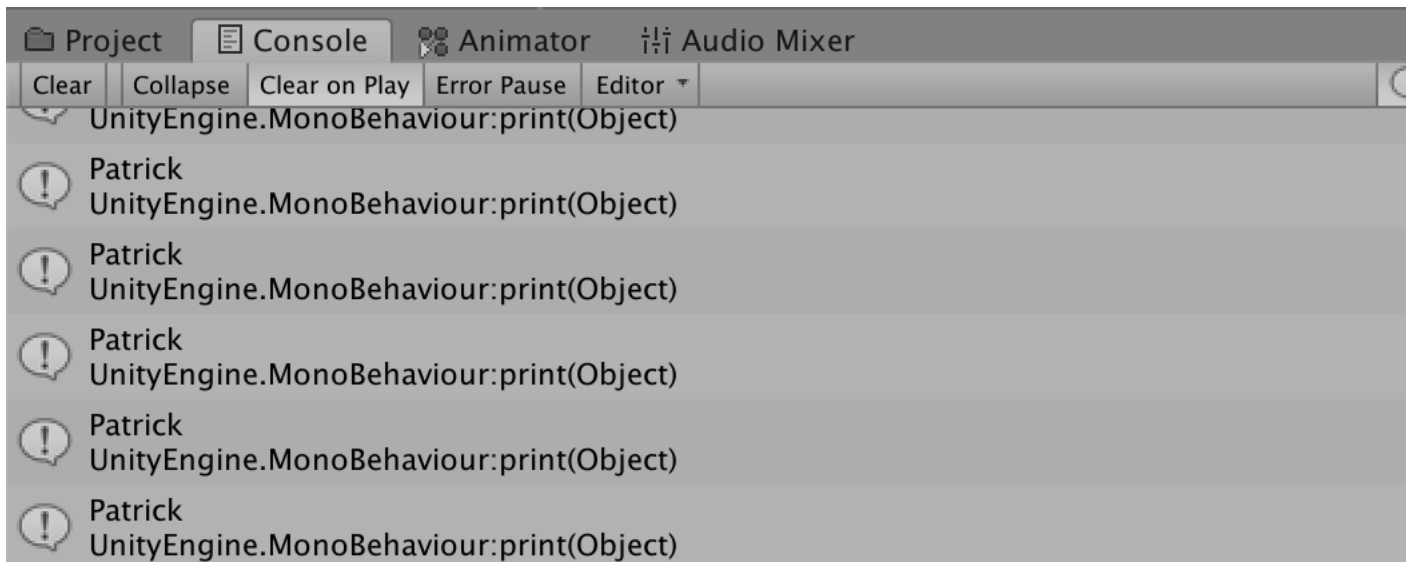 Project Console Animator Audio Mixer
Clear Collapse Clear on Play Error Pause Editor
UnityEngine.MonoBehaviour:print(Object)
Patrick
UnityEngine.MonoBehaviour:print(Object)
Patrick
UnityEngine.MonoBehaviour:print(Object)
Patrick
UnityEngine.MonoBehaviour:print(Object)
Patrick
UnityEngine.MonoBehaviour:print(Object)
Patrick
UnityEngine.MonoBehaviour:print(Object)